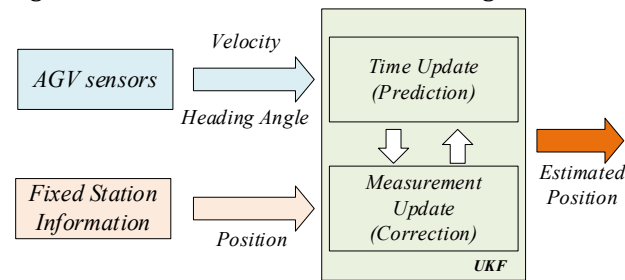 Velocity
AGV sensors
Heading Angle
Time Update
(Prediction)
Fixed Station
Information
Position
Measurement
Update
(Correction)
UKF
Estimated
Position